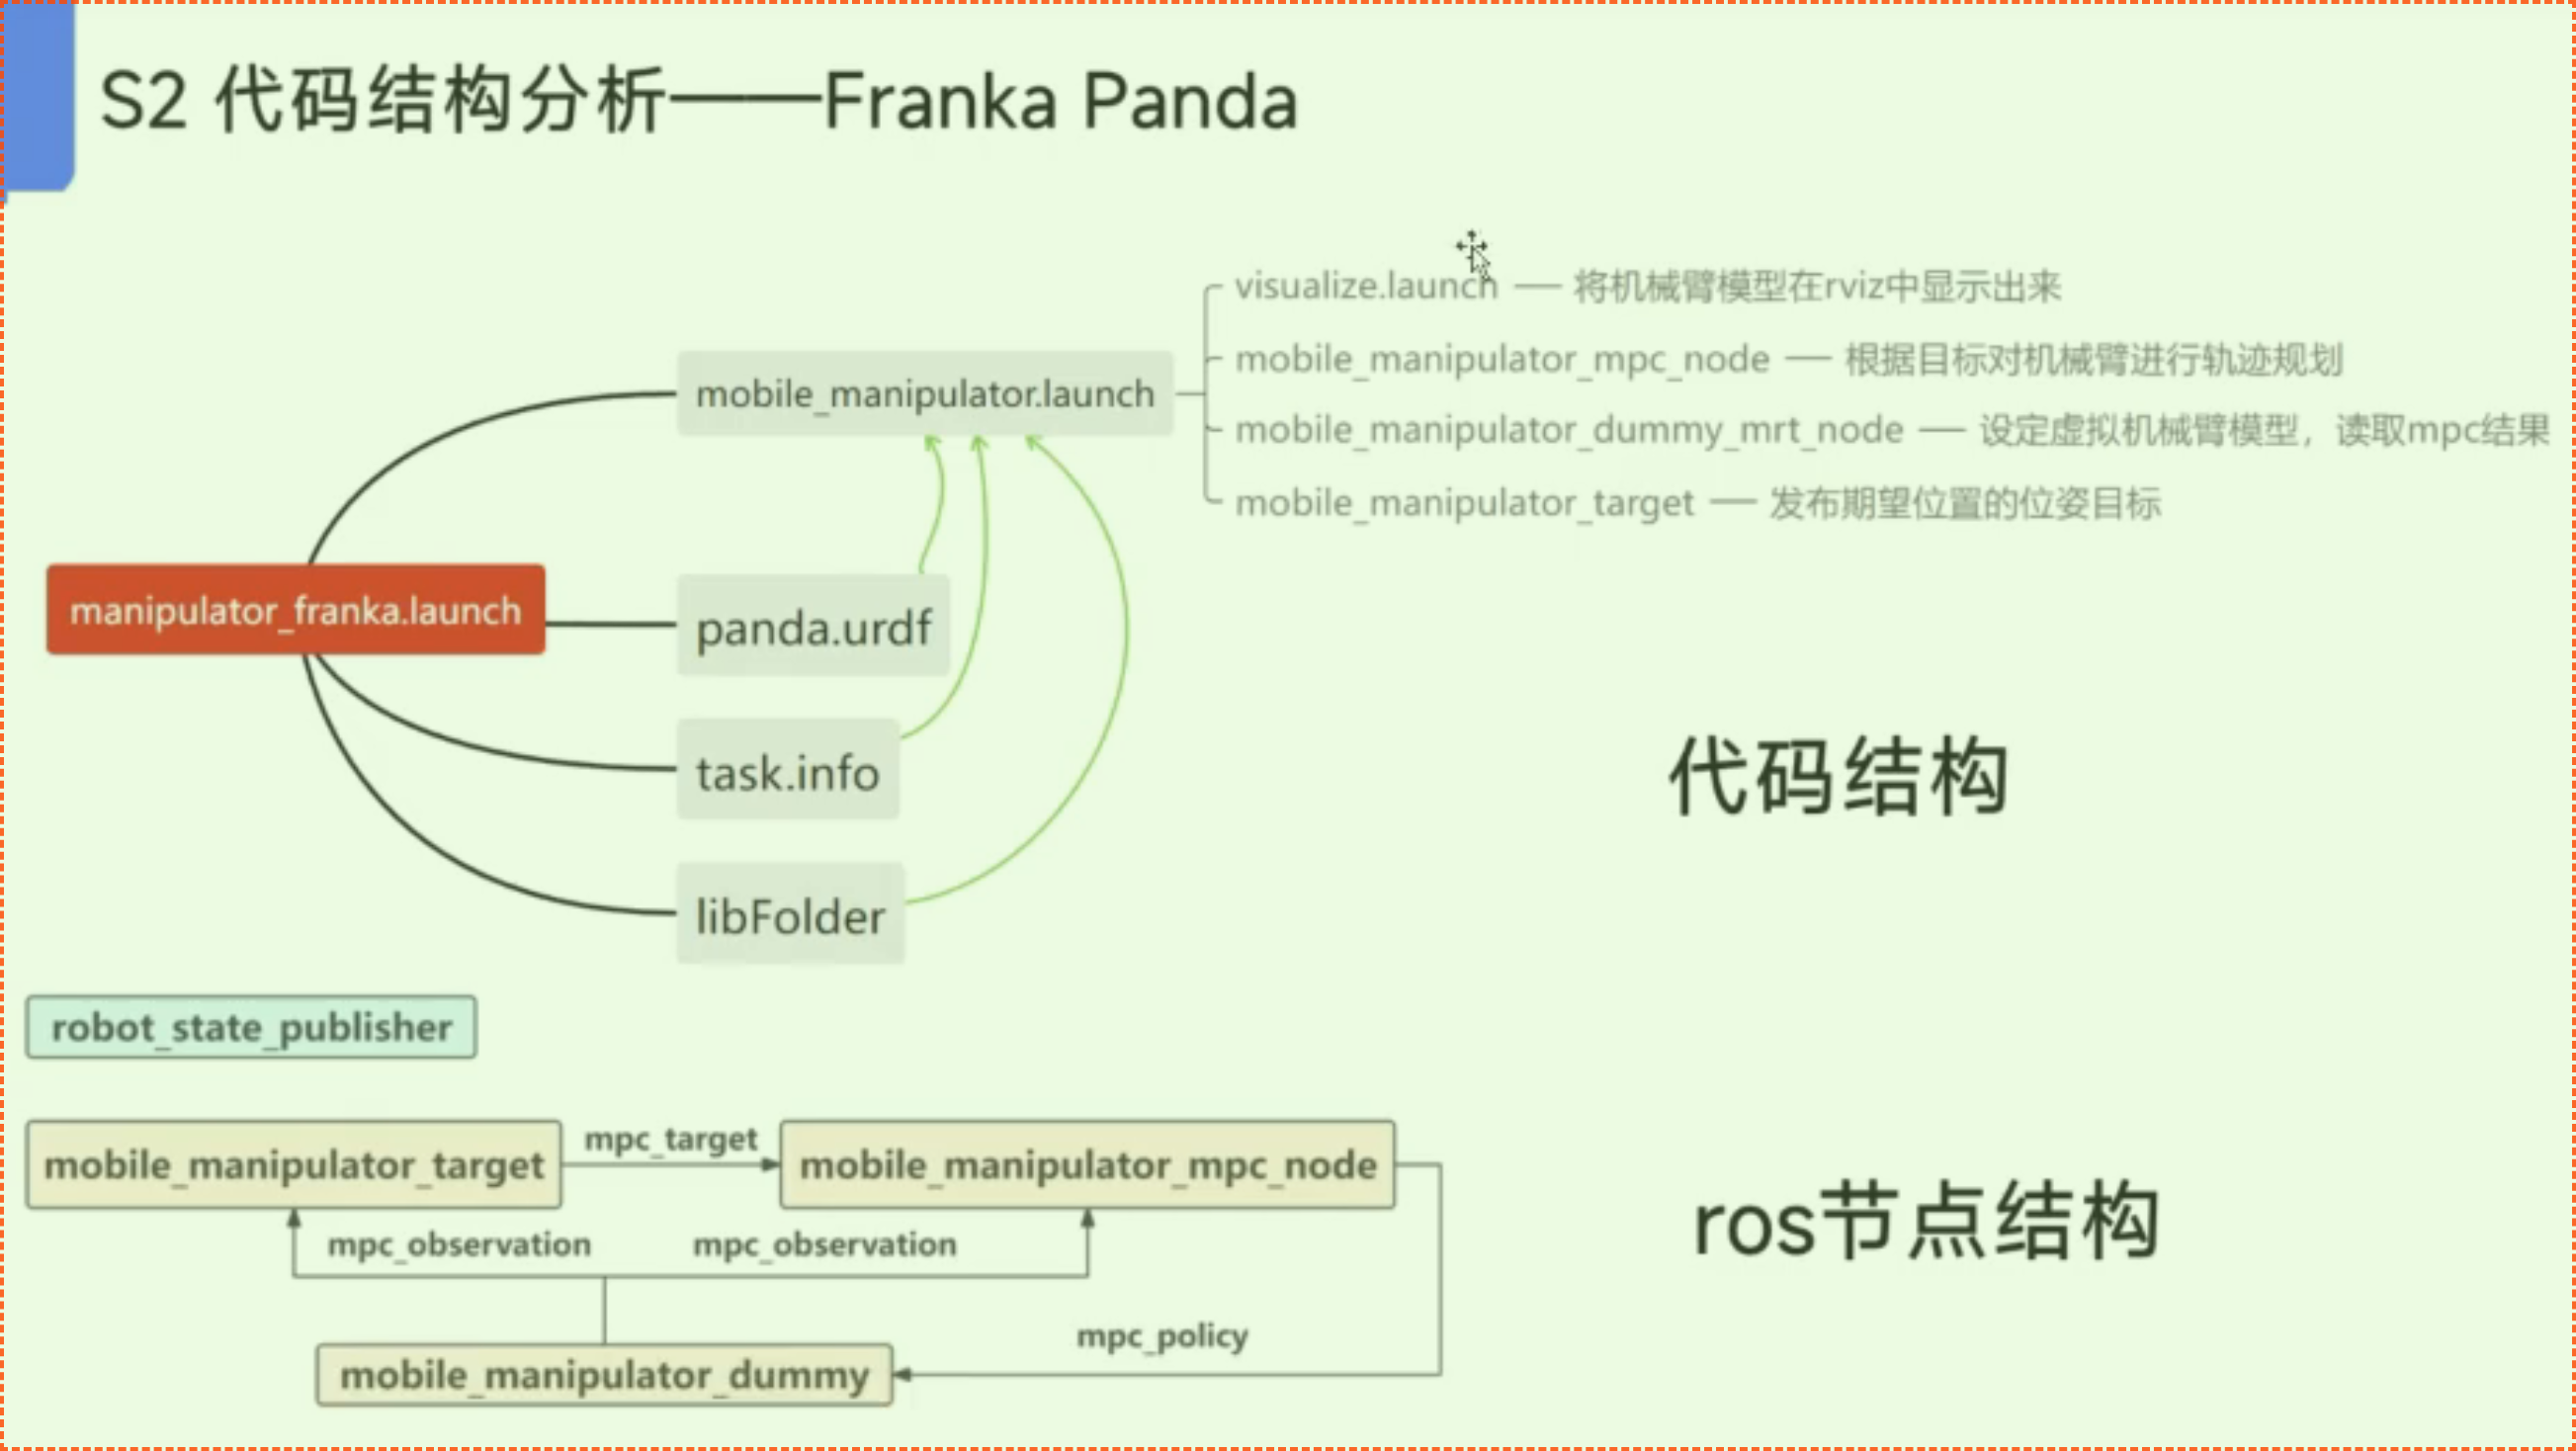 S2 代码结构分析——Franka Panda
visualize.launch — 将机械臂模型在rviz中显示出来
mobile_manipulator_mpc_node — 根据目标对机械臂进行轨迹规划
mobile_manipulator.launch
mobile_manipulator_dummy_mrt_node — 设定虚拟机械臂模型，读取mpc结果
mobile_manipulator_target — 发布期望位置的位姿目标
manipulator_franka.launch
panda.urdf
task.info
代码结构
libFolder
robot_state_publisher
mpc_target
mobile_manipulator_target
mobile_manipulator_mpc_node
ros节点结构
mpc_observation
mpc_observation
mpc_policy
mobile_manipulator_dummy